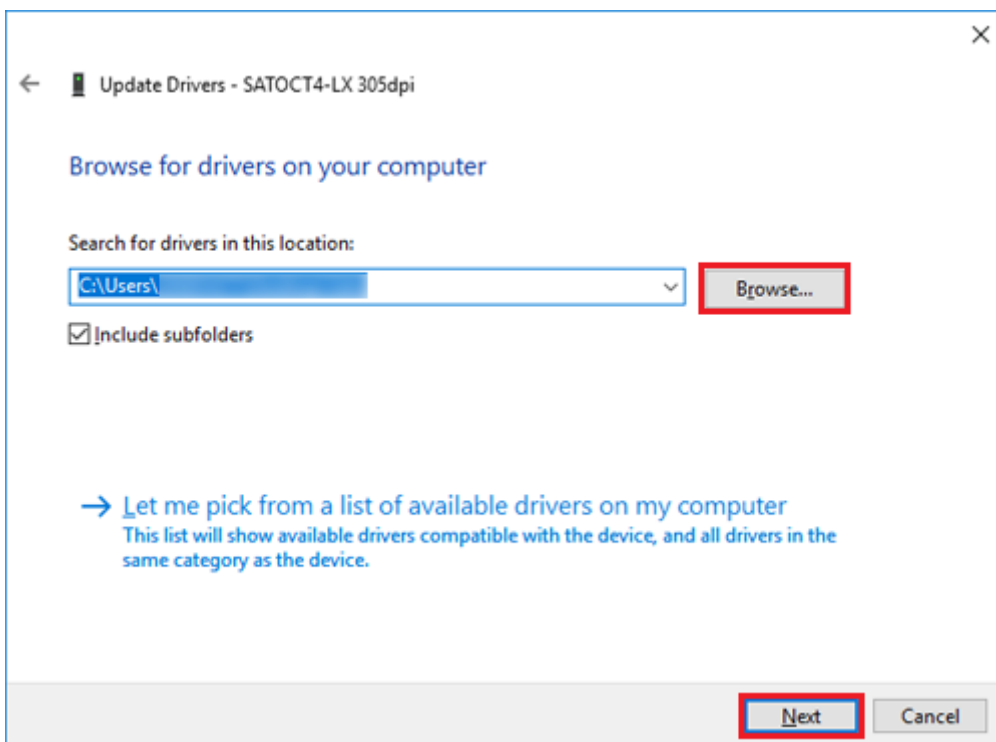 Update Drivers - SATOCT4-LX 305dpi
Browse for drivers on your computer
Search for drivers in this location:
C:\Users\
Browse...
Include subfolders
Let me pick from a list of available drivers on my computer
This list will show available drivers compatible with the device, and all drivers in the
same category as the device.
Next
Cancel